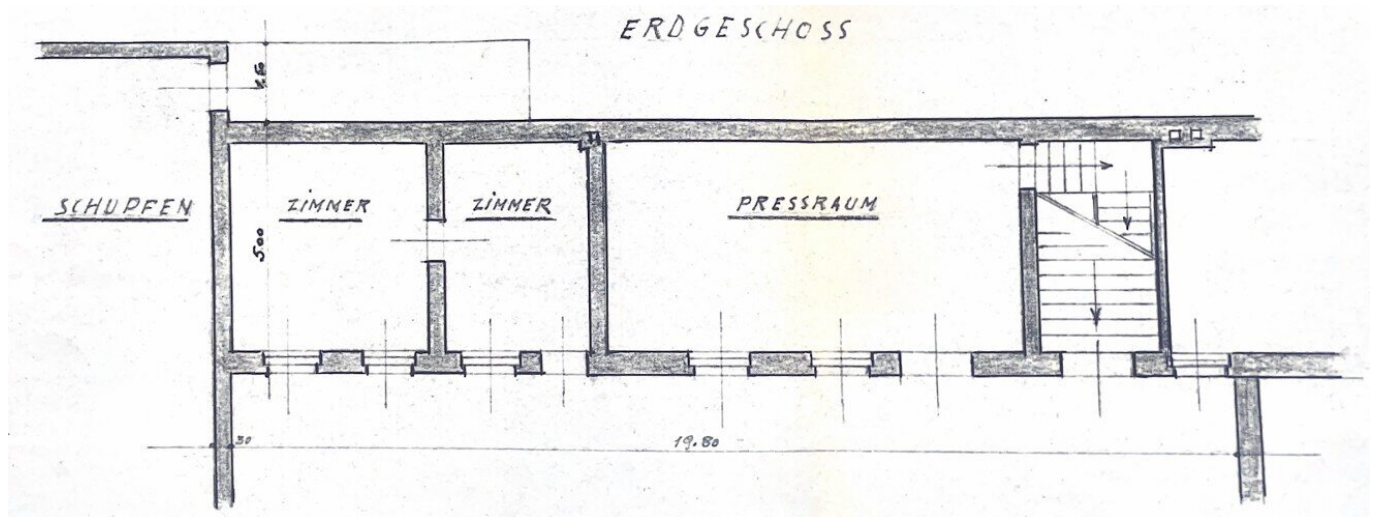 ERDGESCHOSS
SCHUPFEN
ZIMMER
ZIMMER
PRESSRAUM
500
30
19.80